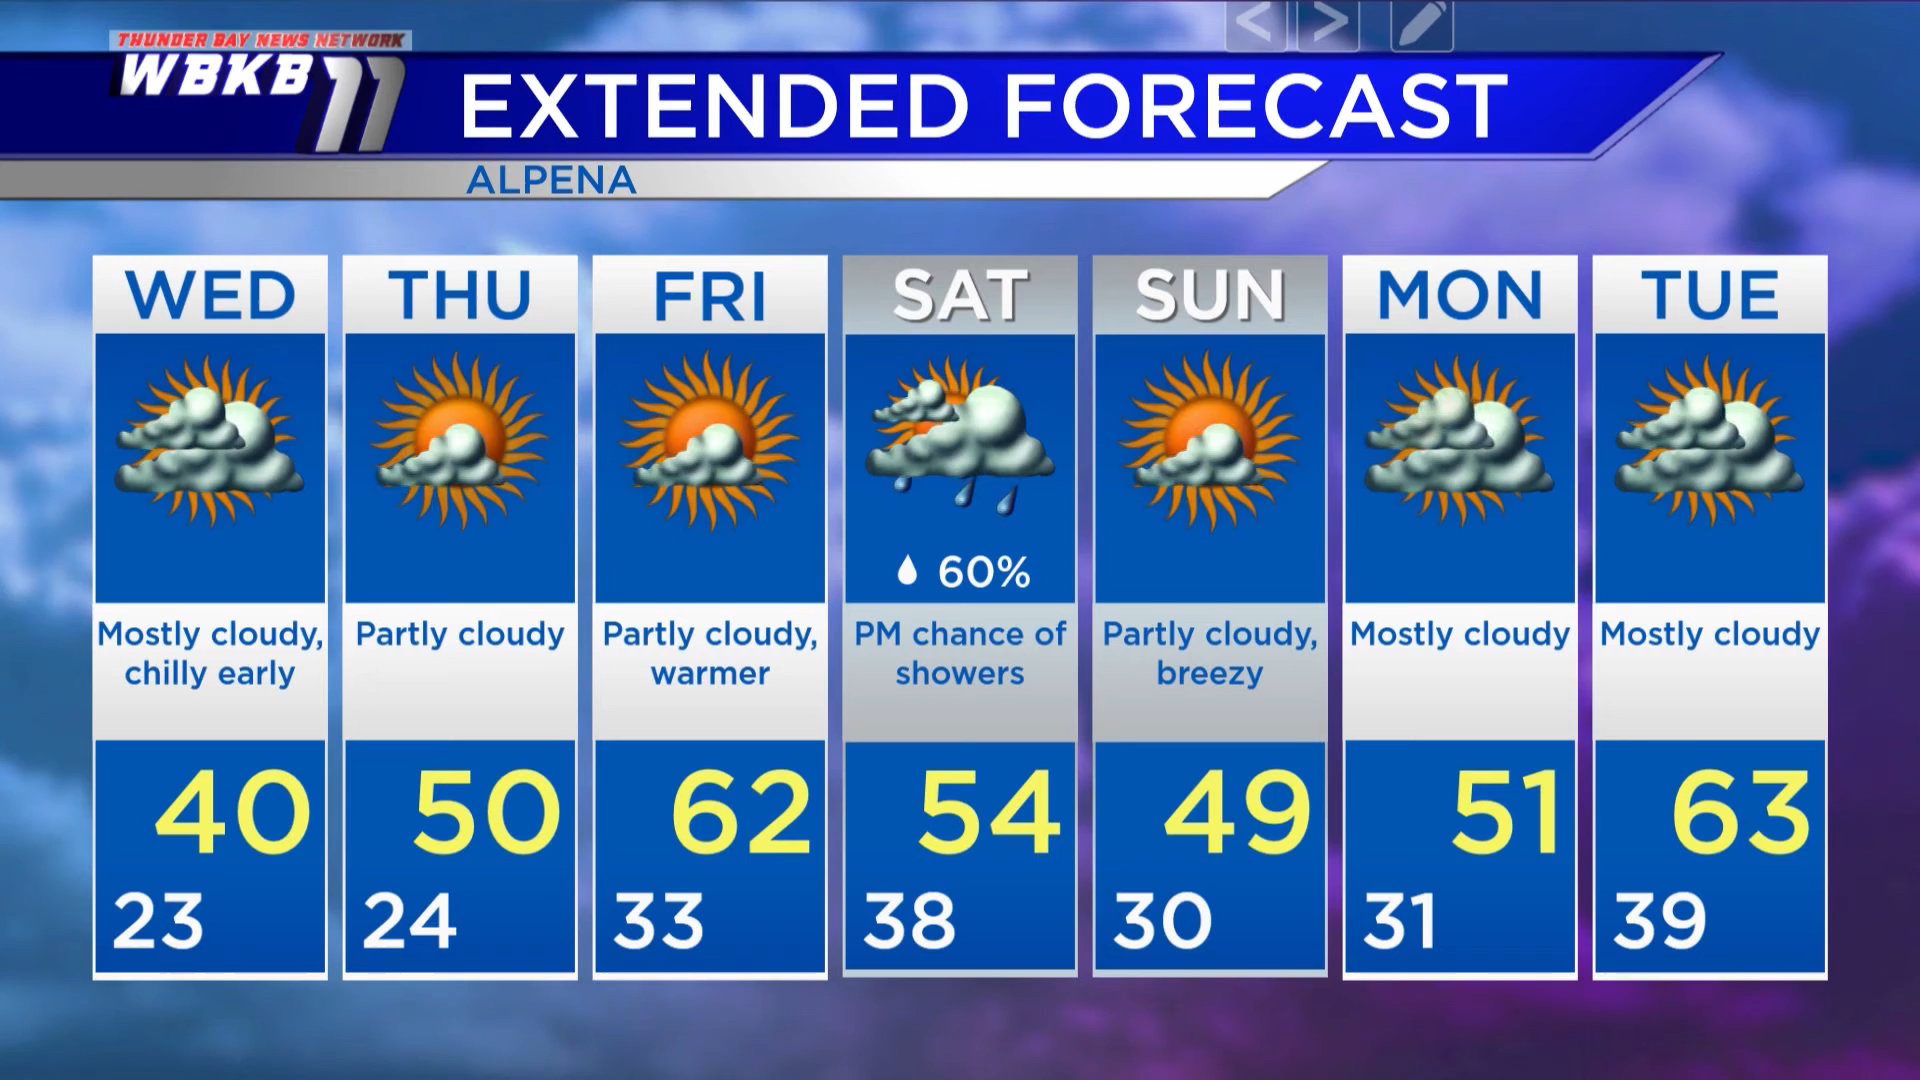 THUNDER BAY NEWS NETWORK
WBKB 11
EXTENDED FORECAST
ALPENA
WED
Mostly cloudy,
chilly early
40
23
THU
Partly cloudy
50
24
FRI
Partly cloudy,
warmer
62
33
SAT
60%
PM chance of
showers
54
38
SUN
Partly cloudy,
breezy
49
30
MON
Mostly cloudy
51
31
TUE
Mostly cloudy
63
39